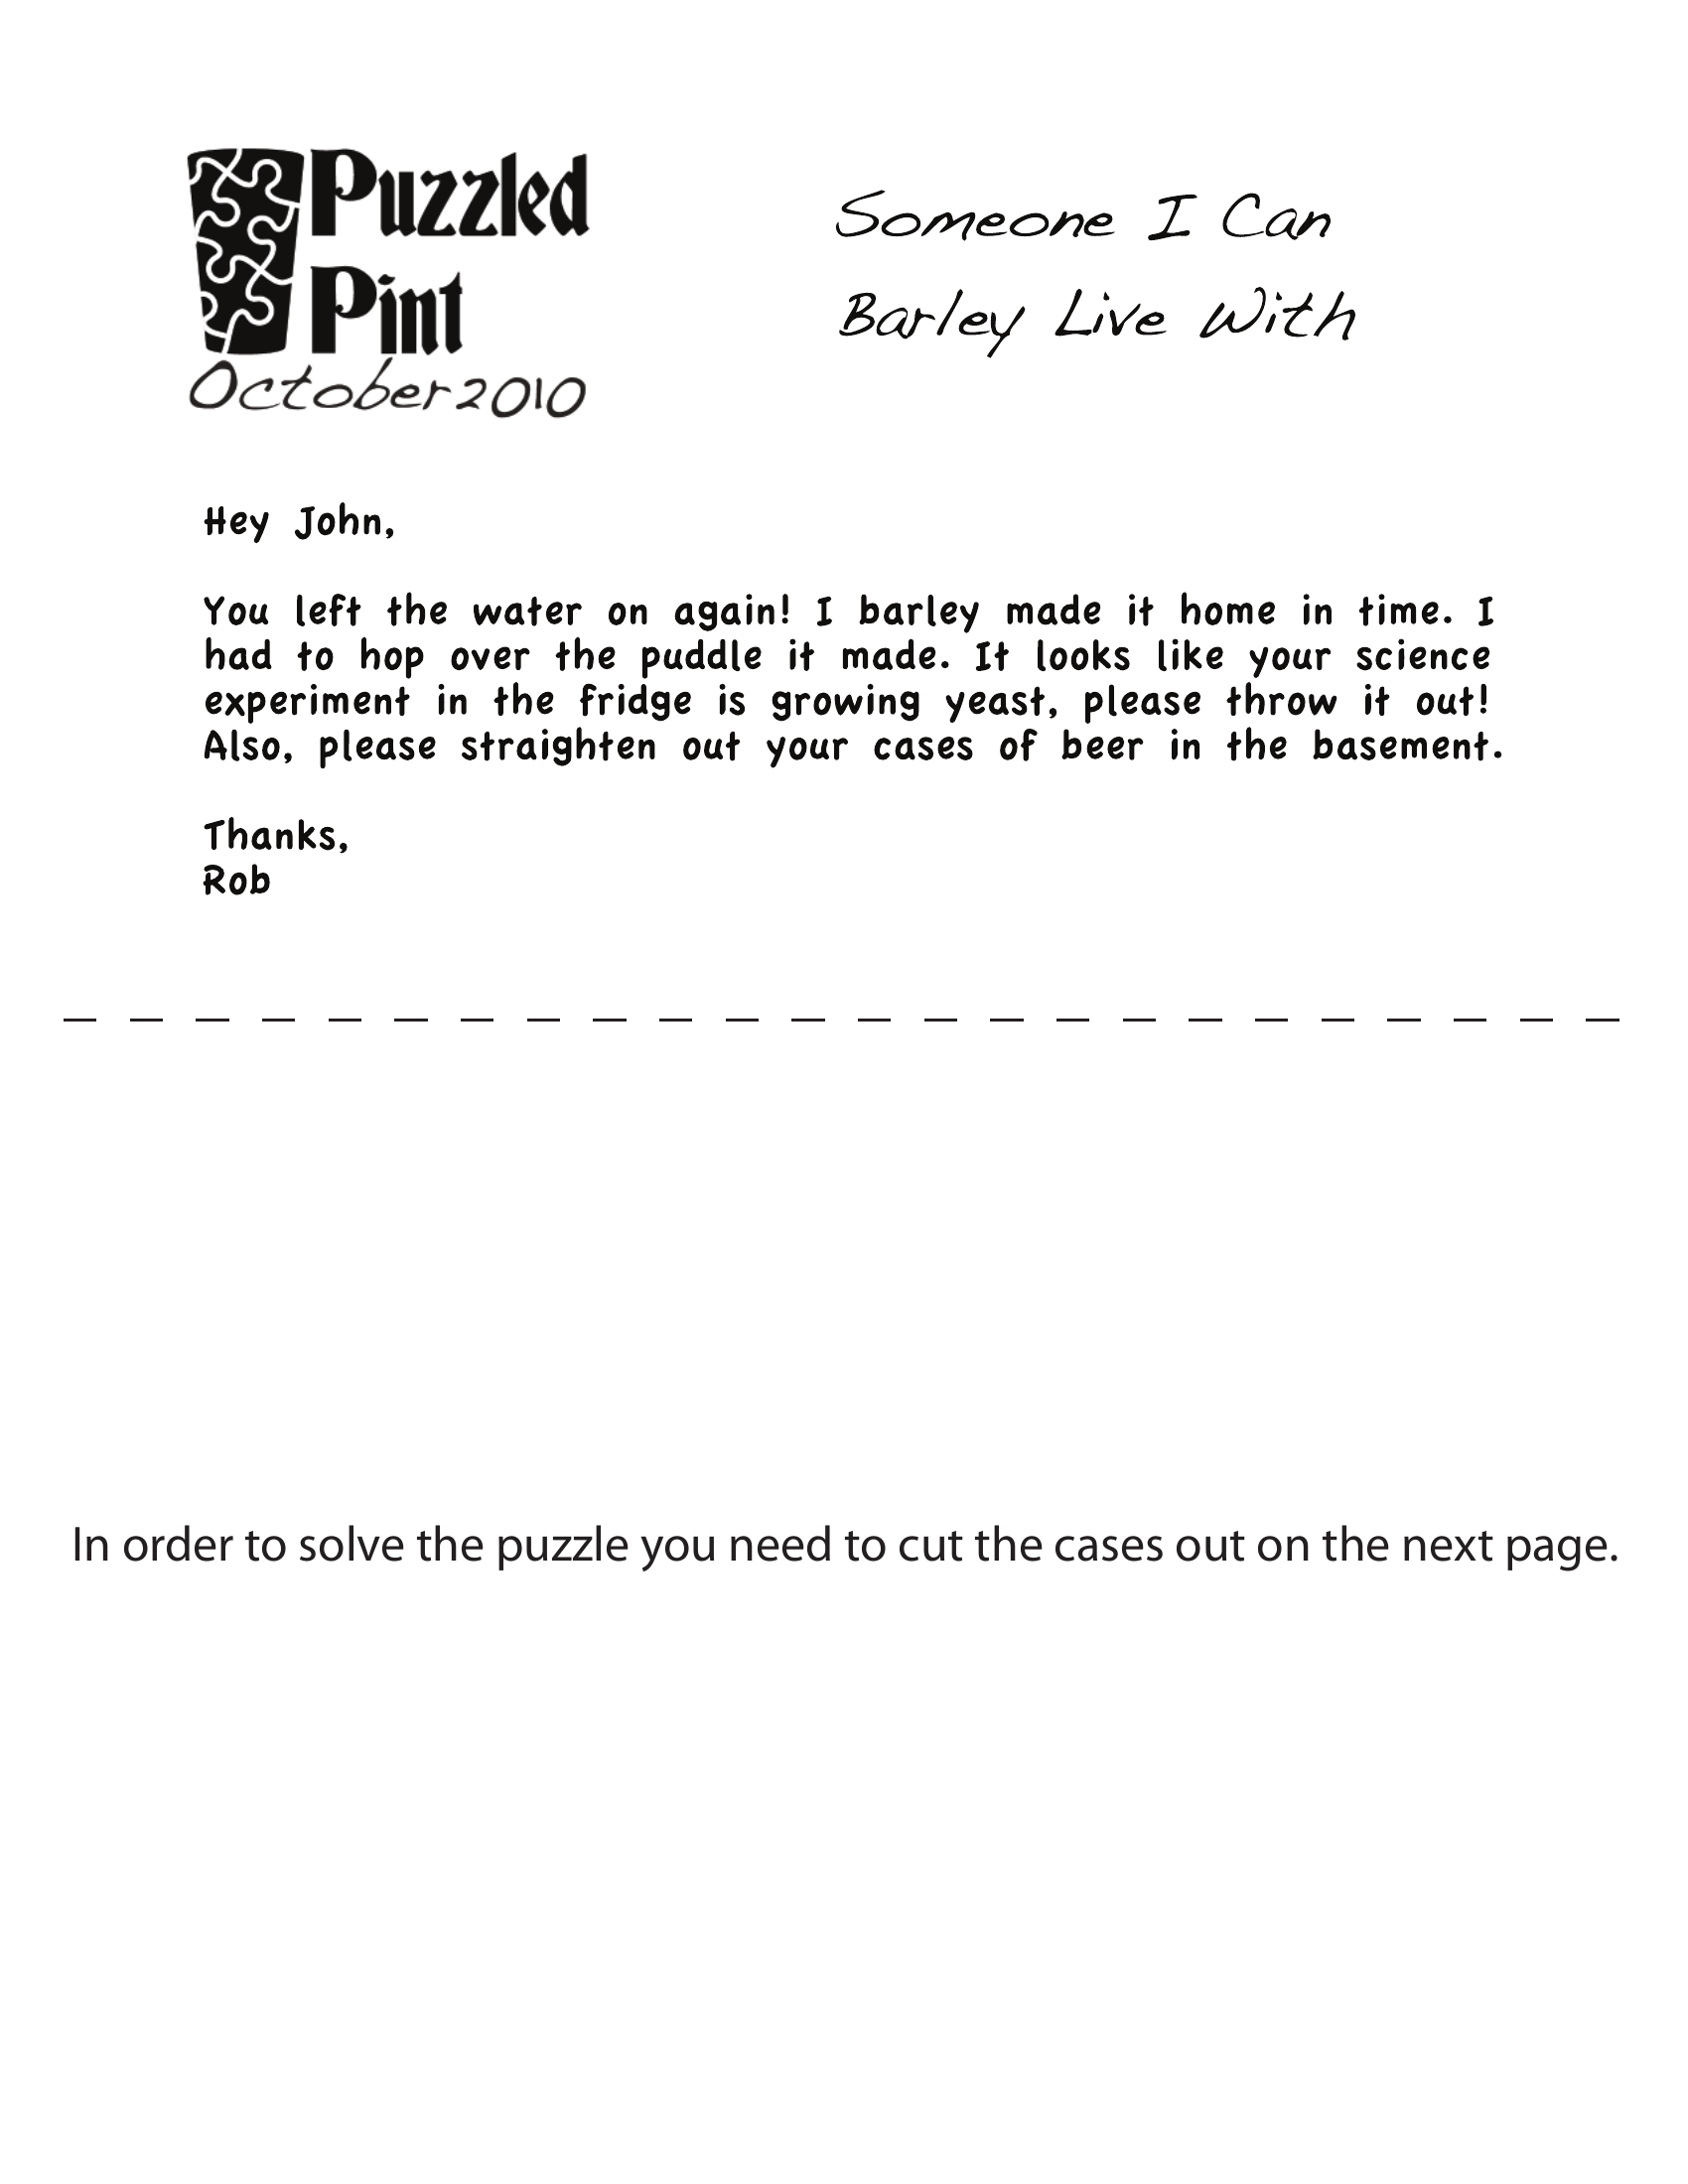 Puzzled
Pint
October 2010
Someone I Can
Barley Live With
Hey John,
You left the water on again! I barley made it home in time. I
had to hop over the puddle it made. It looks like your science
experiment in the fridge is growing yeast, please throw it out!
Also, please straighten out your cases of beer in the basement.
Thanks,
Rob
In order to solve the puzzle you need to cut the cases out on the next page.